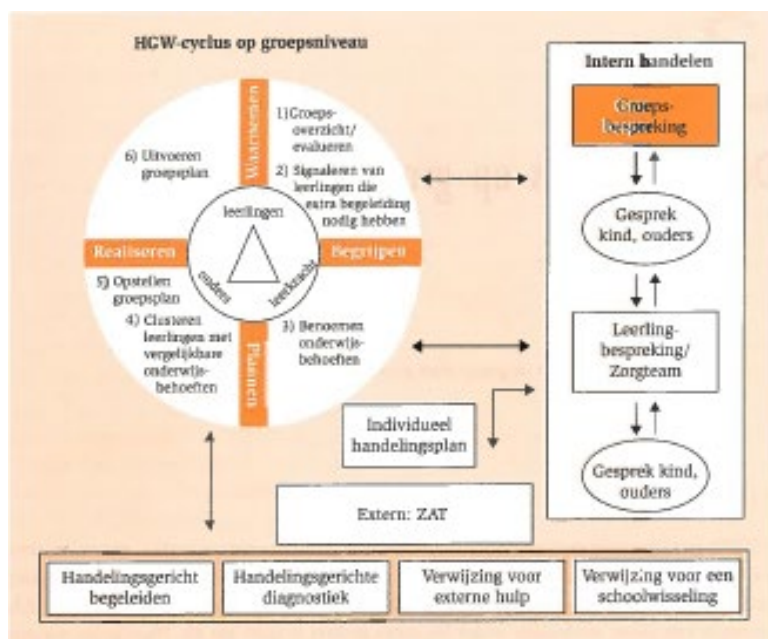 HGW-cyclus op groepsniveau
Waarnemen
1) Groeps-
overzicht/
evalueren
2) Signaleren van
leerlingen die
extra begeleiding
nodig hebben
Begrijpen
3) Benoemen
onderwijs-
behoeften
Plannen
4) Clusteren
leerlingen met
vergelijkbare
onderwijs-
behoeften
5) Opstellen
groepsplan
Realiseren
6) Uitvoeren
groepsplan
leerlingen
ouders
leerkracht
Intern handelen
Groeps-
bespreking
Gesprek
kind, ouders
Leerling-
bespreking/
Zorgteam
Gesprek kind,
ouders
Individueel
handelingsplan
Extern: ZAT
Handelingsgericht
begeleiden
Handelingsgerichte
diagnostiek
Verwijzing voor
externe hulp
Verwijzing voor een
schoolwisseling